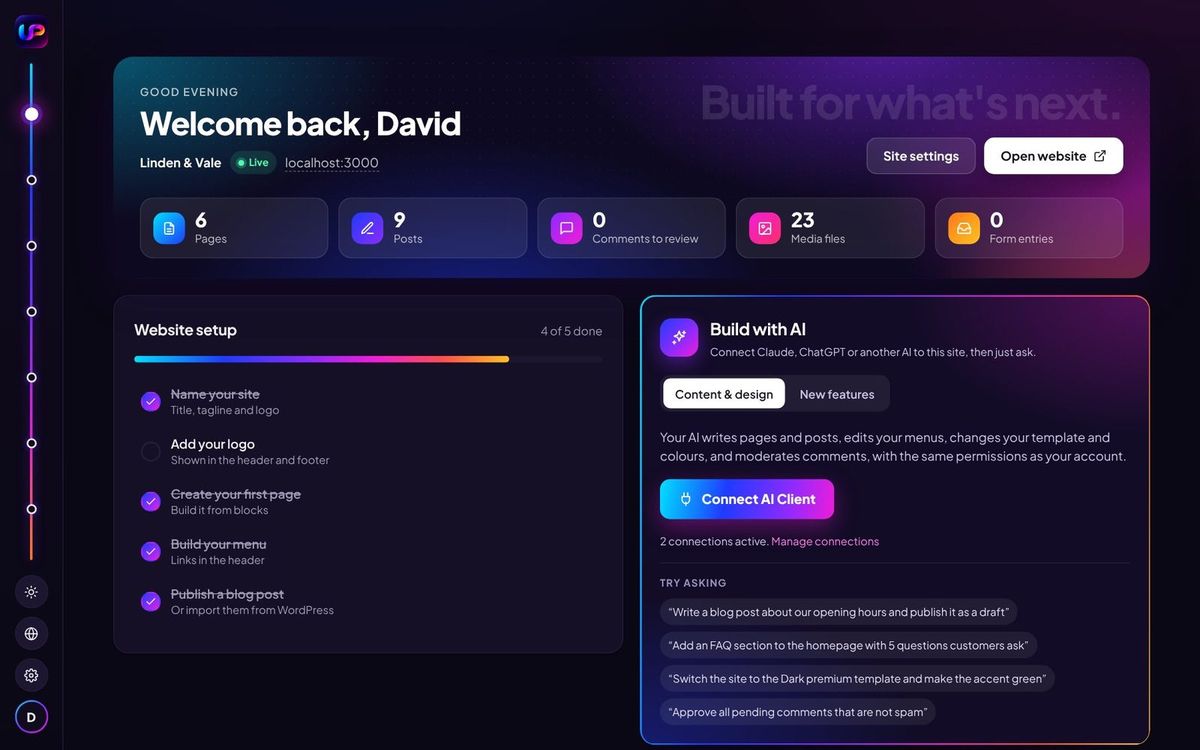 UP
GOOD EVENING
Welcome back, David
Built for what's next.
Linden & Vale
Live
localhost:3000
Site settings
Open website
6
Pages
9
Posts
0
Comments to review
23
Media files
0
Form entries
Website setup
4 of 5 done
Name your site
Title, tagline and logo
Add your logo
Shown in the header and footer
Create your first page
Build it from blocks
Build your menu
Links in the header
Publish a blog post
Or import them from WordPress
Build with AI
Connect Claude, ChatGPT or another AI to this site, then just ask.
Content & design
New features
Your AI writes pages and posts, edits your menus, changes your template and
colours, and moderates comments, with the same permissions as your account.
Connect AI Client
2 connections active. Manage connections
TRY ASKING
“Write a blog post about our opening hours and publish it as a draft”
“Add an FAQ section to the homepage with 5 questions customers ask”
“Switch the site to the Dark premium template and make the accent green”
“Approve all pending comments that are not spam”
D